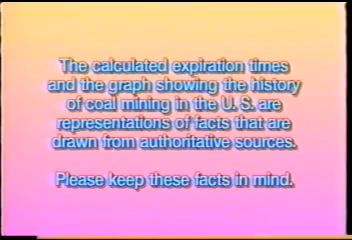 The calculated expiration times
and the graph showing the history
of coal mining in the U. S. are
representations of facts that are
drawn from authoritative sources.
Please keep these facts in mind.